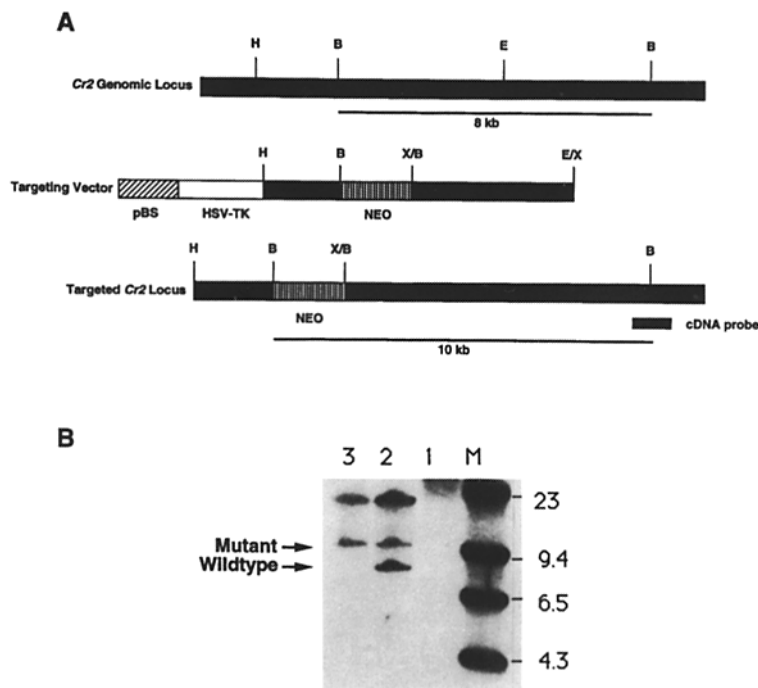 A
H B E B
Cr2 Genomic Locus
8 kb
H B X/B E/X
Targeting Vector
pBS HSV-TK NEO
H B X/B B
Targeted Cr2 Locus
NEO
cDNA probe
10 kb
B
3 2 1 M
23
Mutant
9.4
Wildtype
6.5
4.3